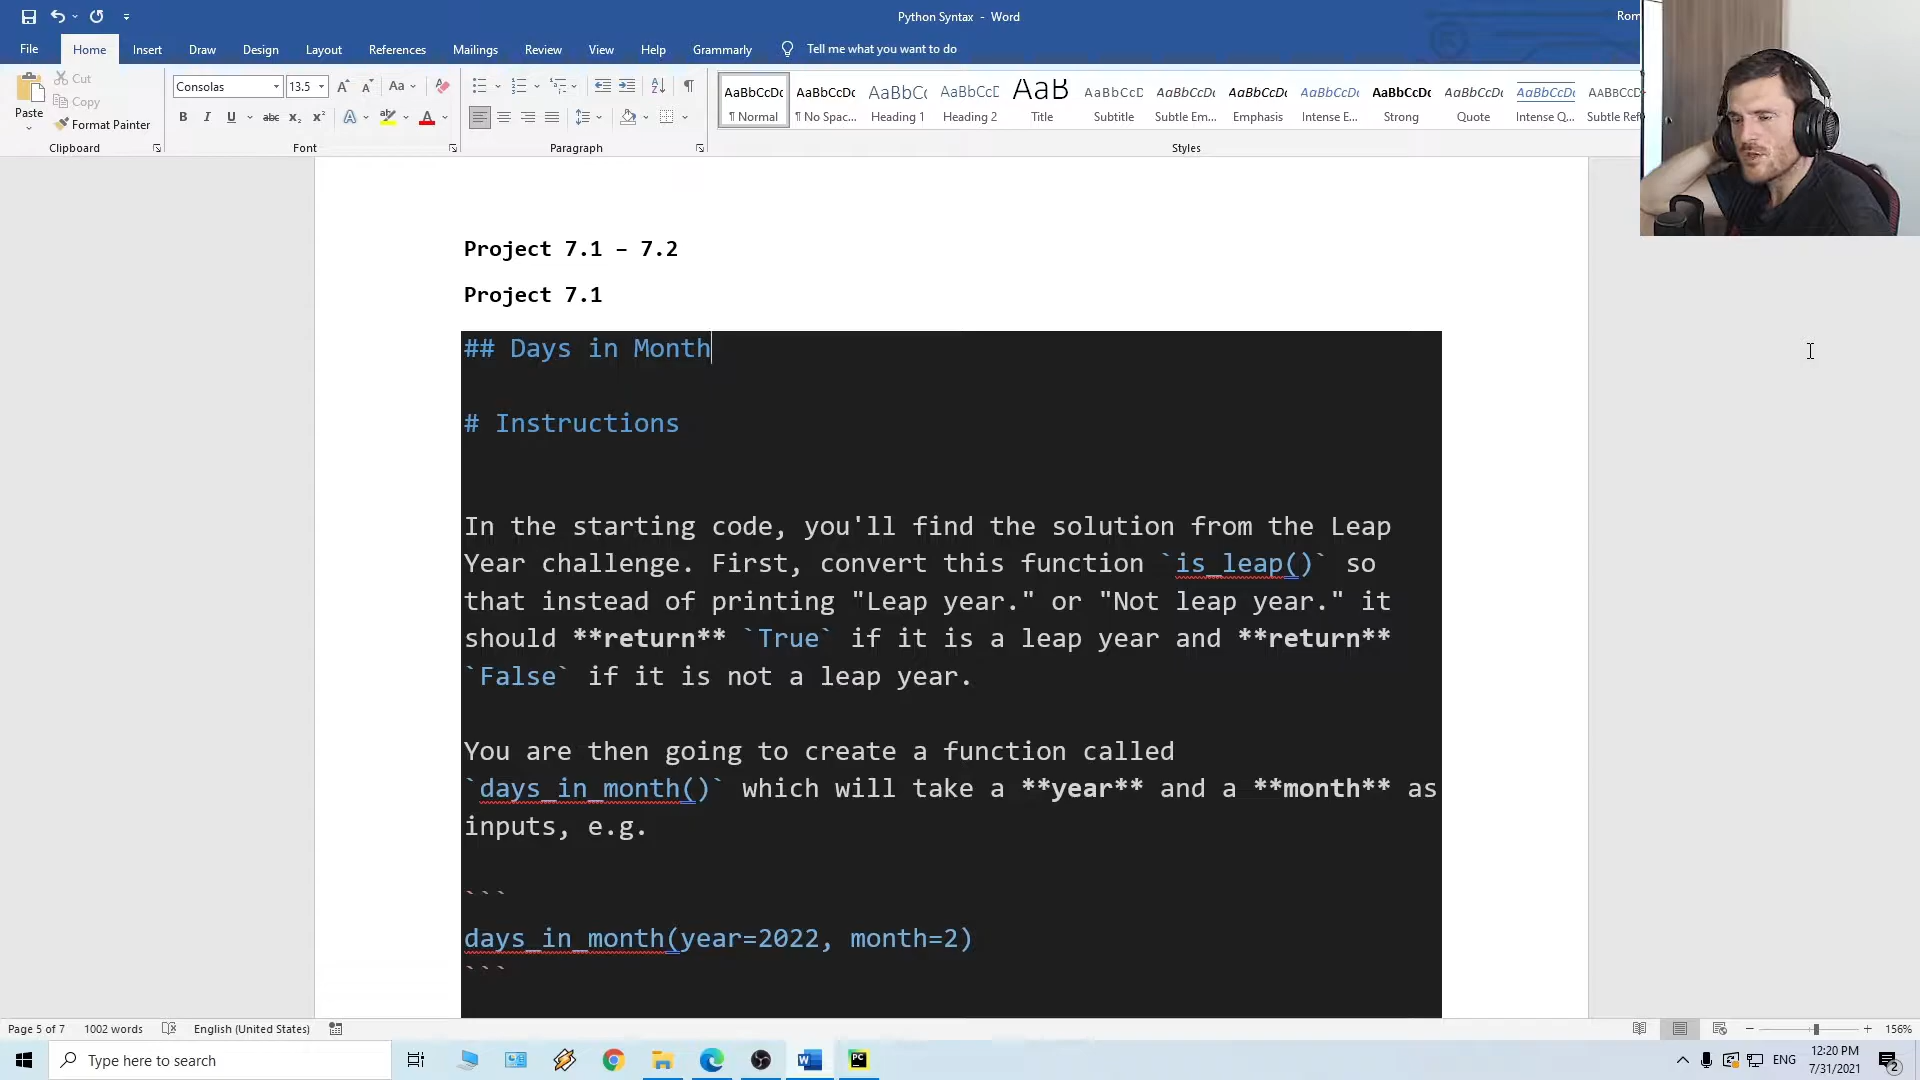 Python Syntax - Word
Rom
File Home Insert Draw Design Layout References Mailings Review View Help Grammarly Tell me what you want to do
Paste
Cut
Copy
Format Painter
Consolas 13.5
AaBbCcDc AaBbCcDc AaBbCc AaBbCcD AaB AaBbCcD AaBbCcDc AaBbCcDc AaBbCcDc AaBbCcDc AaBbCcDc AaBbCcDc AaBbCcDc
¶ Normal ¶ No Spac... Heading 1 Heading 2 Title Subtitle Subtle Em... Emphasis Intense E... Strong Quote Intense Q... Subtle Ref
Clipboard Font Paragraph Styles
Project 7.1 – 7.2
Project 7.1
## Days in Month
# Instructions
In the starting code, you'll find the solution from the Leap
Year challenge. First, convert this function `is_leap()` so
that instead of printing "Leap year." or "Not leap year." it
should **return** `True` if it is a leap year and **return**
`False` if it is not a leap year.
You are then going to create a function called
`days_in_month()` which will take a **year** and a **month** as
inputs, e.g.
```
days_in_month(year=2022, month=2)
```
Page 5 of 7 1002 words English (United States) 156%
Type here to search
ENG
12:20 PM
7/31/2021
2